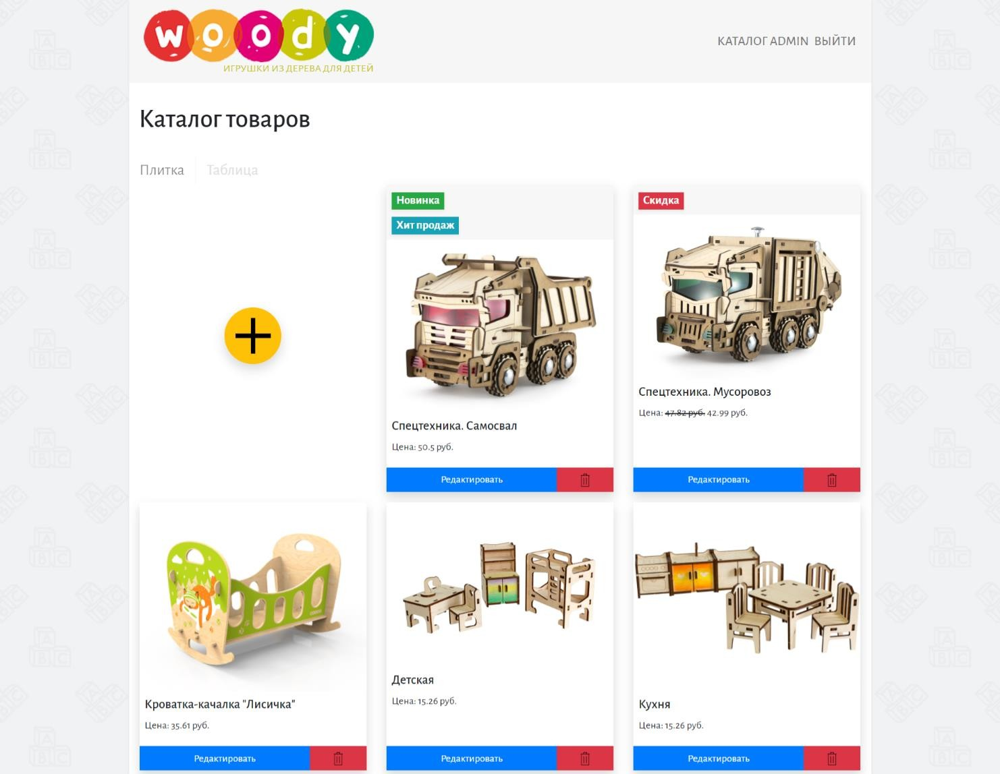 woody
ИГРУШКИ ИЗ ДЕРЕВА ДЛЯ ДЕТЕЙ
КАТАЛОГ ADMIN ВЫЙТИ
Каталог товаров
Плитка Таблица
Новинка
Хит продаж
Спецтехника. Самосвал
Цена: 50.5 руб.
Редактировать
Скидка
Спецтехника. Мусоровоз
Цена: 47.82 руб. 42.99 руб.
Редактировать
Кроватка-качалка "Лисичка"
Цена: 35.61 руб.
Редактировать
Детская
Цена: 15.26 руб.
Редактировать
Кухня
Цена: 15.26 руб.
Редактировать